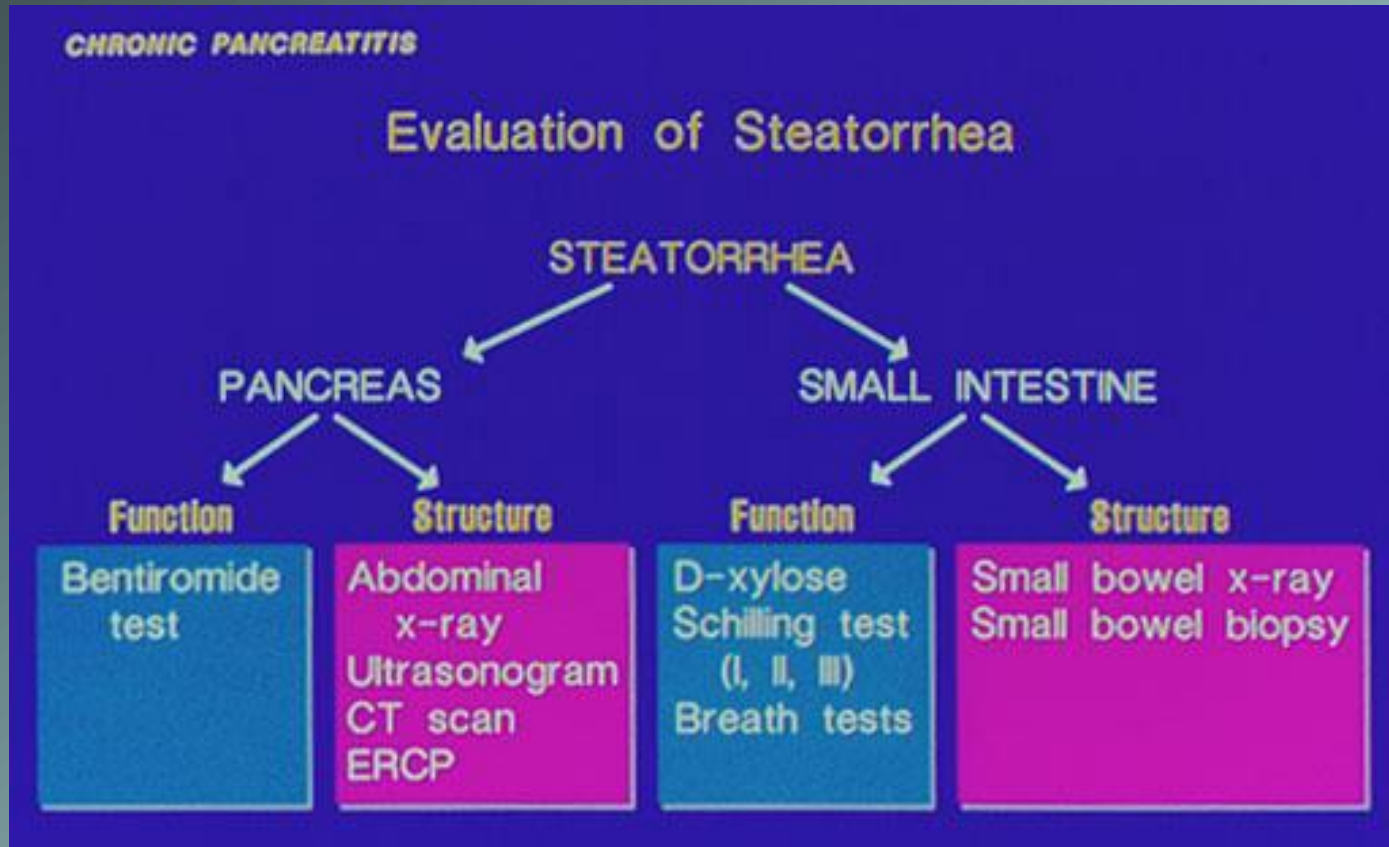 CHRONIC PANCREATITIS
Evaluation of Steatorrhea
STEATORRHEA
PANCREAS
SMALL INTESTINE
Function
Bentiromide
test
Structure
Abdominal
x-ray
Ultrasonogram
CT scan
ERCP
Function
D-xylose
Schilling test
(I, II, III)
Breath tests
Structure
Small bowel x-ray
Small bowel biopsy